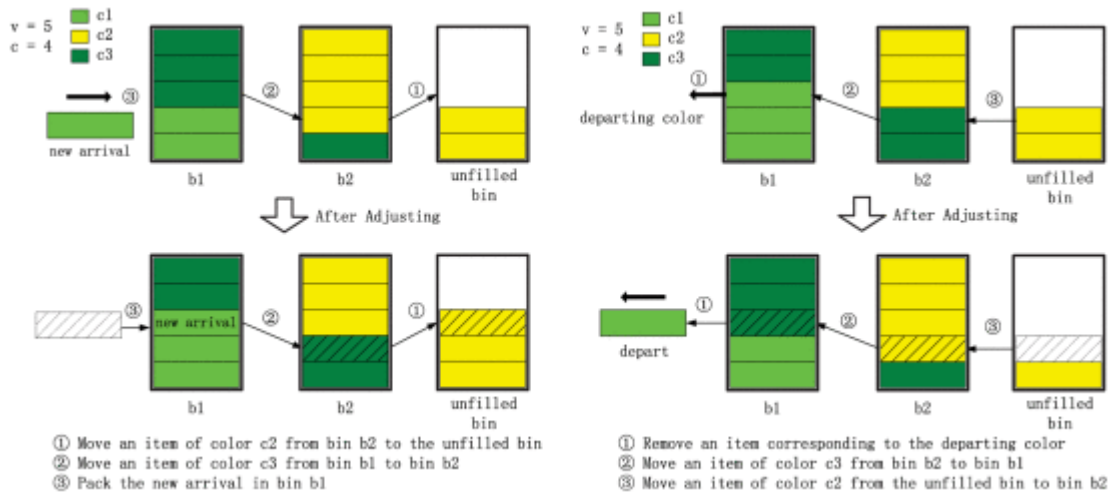 v = 5
c = 4
c1
c2
c3
③
②
①
new arrival
b1
b2
unfilled
bin
After Adjusting
③
new arrival
②
①
b1
b2
unfilled
bin
① Move an item of color c2 from bin b2 to the unfilled bin
② Move an item of color c3 from bin b1 to bin b2
③ Pack the new arrival in bin b1
v = 5
c = 4
c1
c2
c3
①
②
③
departing color
b1
b2
unfilled
bin
After Adjusting
①
②
③
depart
b1
b2
unfilled
bin
① Remove an item corresponding to the departing color
② Move an item of color c3 from bin b2 to bin b1
③ Move an item of color c2 from the unfilled bin to bin b2